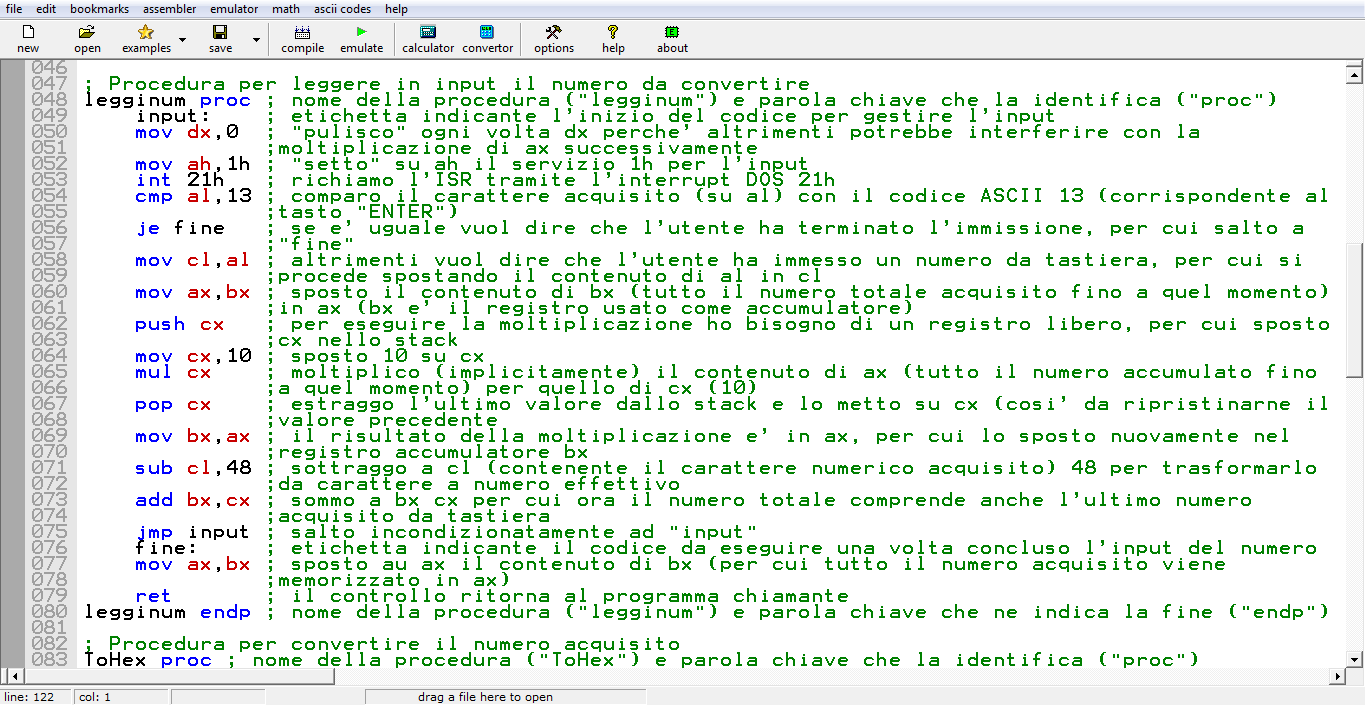 file edit bookmarks assembler emulator math ascii codes help
new open examples save compile emulate calculator convertor options help about
046
047 ; Procedura per leggere in input il numero da convertire
048 legginum proc ; nome della procedura ("legginum") e parola chiave che la identifica ("proc")
049 input: ; etichetta indicante l'inizio del codice per gestire l'input
050 mov dx,0 ; "pulisco" ogni volta dx perche' altrimenti potrebbe interferire con la
051 ;moltiplicazione di ax successivamente
052 mov ah,1h ; "setto" su ah il servizio 1h per l'input
053 int 21h ; richiamo l'ISR tramite l'interrupt DOS 21h
054 cmp al,13 ; comparo il carattere acquisito (su al) con il codice ASCII 13 (corrispondente al
055 ;tasto "ENTER")
056 je fine ; se e' uguale vuol dire che l'utente ha terminato l'immissione, per cui salto a
057 ;"fine"
058 mov cl,al ; altrimenti vuol dire che l'utente ha immesso un numero da tastiera, per cui si
059 ;procede spostando il contenuto di al in cl
060 mov ax,bx ; sposto il contenuto di bx (tutto il numero totale acquisito fino a quel momento)
061 ;in ax (bx e' il registro usato come accumulatore)
062 push cx ; per eseguire la moltiplicazione ho bisogno di un registro libero, per cui sposto
063 ;cx nello stack
064 mov cx,10 ; sposto 10 su cx
065 mul cx ; moltiplico (implicitamente) il contenuto di ax (tutto il numero accumulato fino
066 ;a quel momento) per quello di cx (10)
067 pop cx ; estraggo l'ultimo valore dallo stack e lo metto su cx (cosi' da ripristinarne il
068 ;valore precedente
069 mov bx,ax ; il risultato della moltiplicazione e' in ax, per cui lo sposto nuovamente nel
070 ;registro accumulatore bx
071 sub cl,48 ; sottraggo a cl (contenente il carattere numerico acquisito) 48 per trasformarlo
072 ;da carattere a numero effettivo
073 add bx,cx ; sommo a bx cx per cui ora il numero totale comprende anche l'ultimo numero
074 ;acquisito da tastiera
075 jmp input ; salto incondizionatamente ad "input"
076 fine: ; etichetta indicante il codice da eseguire una volta concluso l'input del numero
077 mov ax,bx ; sposto au ax il contenuto di bx (per cui tutto il numero acquisito viene
078 ;memorizzato in ax)
079 ret ; il controllo ritorna al programma chiamante
080 legginum endp ; nome della procedura ("legginum") e parola chiave che ne indica la fine ("endp")
081
082 ; Procedura per convertire il numero acquisito
083 ToHex proc ; nome della procedura ("ToHex") e parola chiave che la identifica ("proc")
line: 122 col: 1 drag a file here to open